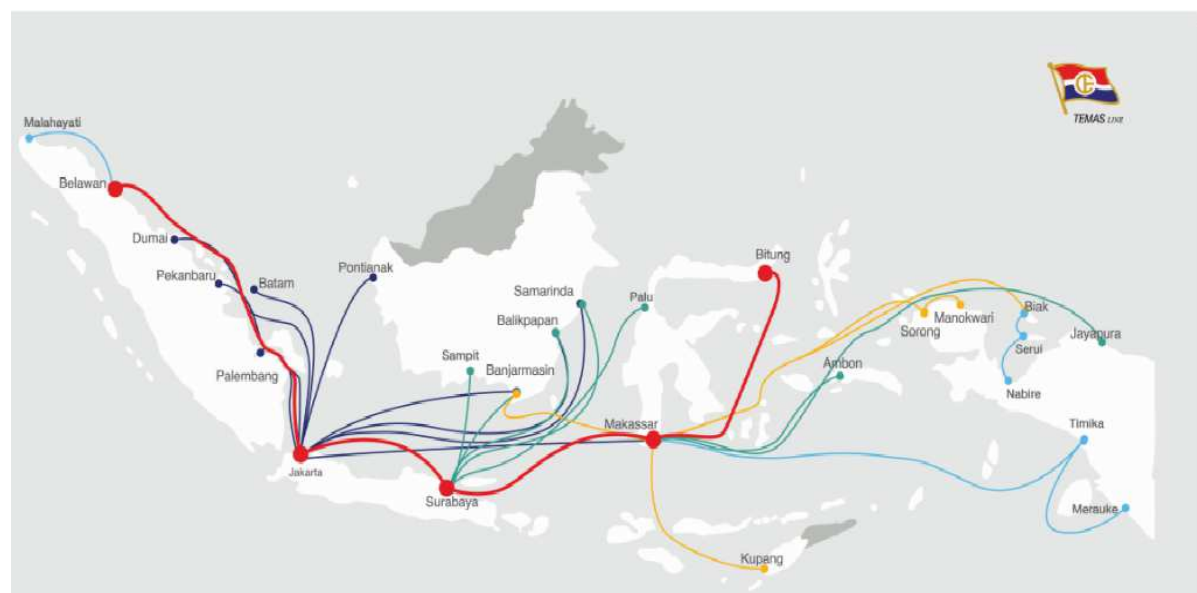 TEMAS LINE
Malahayati
Belawan
Dumai
Pekanbaru
Batam
Palembang
Pontianak
Jakarta
Samarinda
Balikpapan
Sampit
Banjarmasin
Surabaya
Palu
Makassar
Bitung
Kupang
Sorong
Manokwari
Biak
Serui
Nabire
Jayapura
Ambon
Timika
Merauke